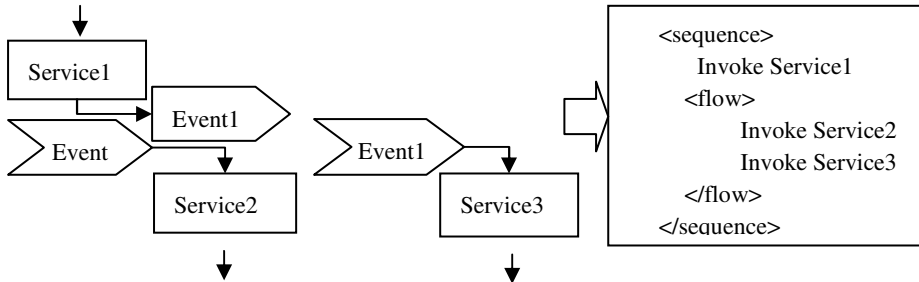 Service1
Event1
Event
Service2
Event1
Service3
<sequence>
Invoke Service1
<flow>
Invoke Service2
Invoke Service3
</flow>
</sequence>